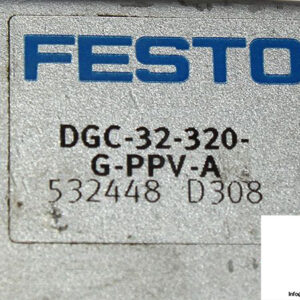 FESTO
DGC-32-320-
G-PPV-A
532448 D308